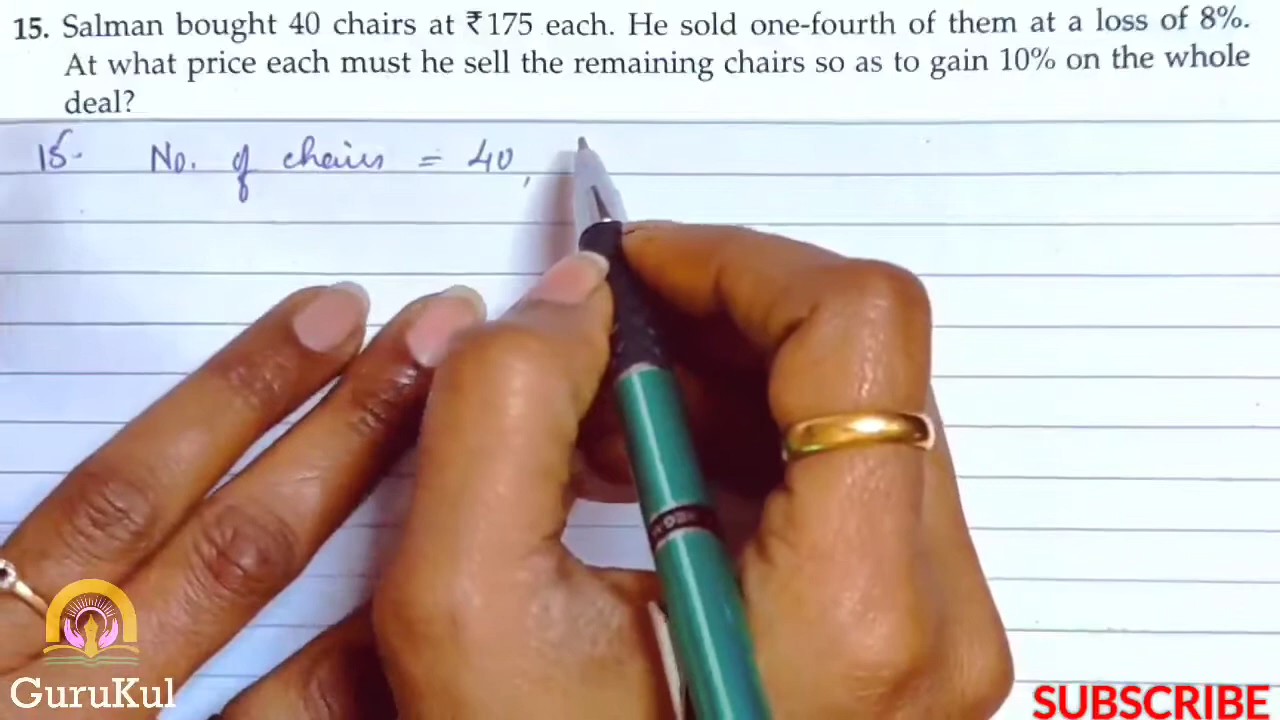 15. Salman bought 40 chairs at ₹175 each. He sold one-fourth of them at a loss of 8%.
At what price each must he sell the remaining chairs so as to gain 10% on the whole
deal?
15. No. of chairs = 40,
GuruKul
SUBSCRIBE